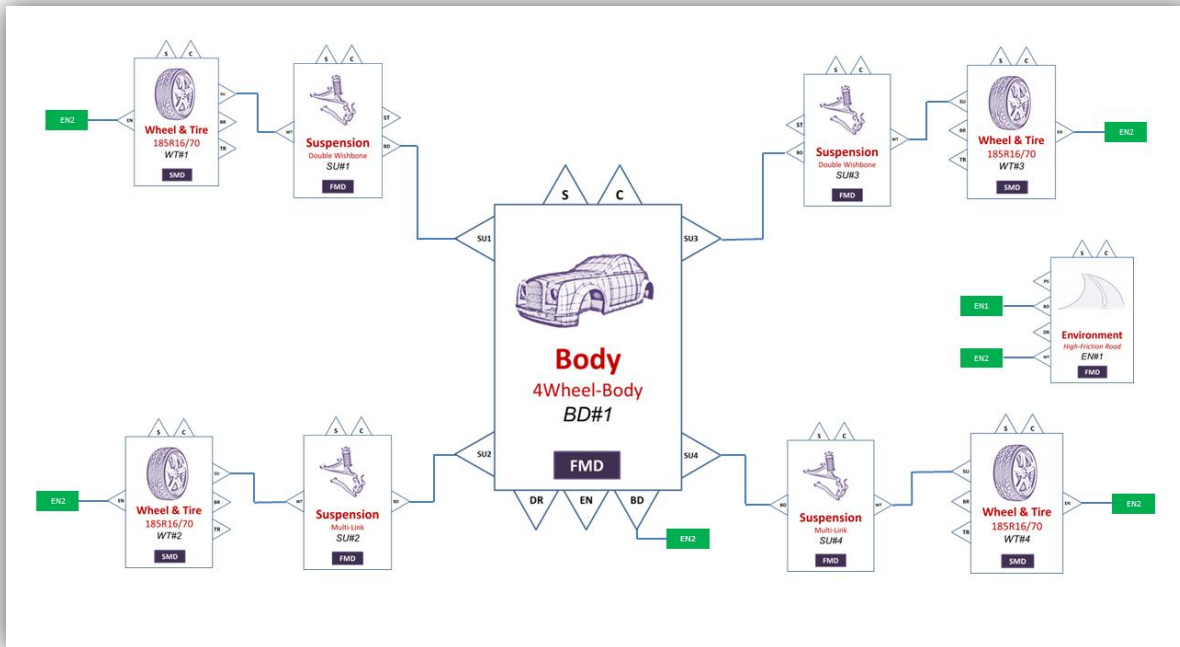 S C
EN2
EN
SU
BR
TR
Wheel & Tire
185R16/70
WT#1
SMD
S C
WT
ST
BD
Suspension
Double Wishbone
SU#1
FMD
S C
ST
BD
WT
Suspension
Double Wishbone
SU#3
FMD
S C
SU
BR
TR
EN
EN2
Wheel & Tire
185R16/70
WT#3
SMD
S C
SU1
SU3
SU2
SU4
Body
4Wheel-Body
BD#1
FMD
DR EN BD
EN2
S C
PS
BD
DR
WT
EN1
EN2
Environment
High-Friction Road
EN#1
FMD
S C
EN2
EN
SU
BR
TR
Wheel & Tire
185R16/70
WT#2
SMD
S C
WT
BD
Suspension
Multi-Link
SU#2
FMD
S C
BD
WT
Suspension
Multi-Link
SU#4
FMD
S C
SU
BR
TR
EN
EN2
Wheel & Tire
185R16/70
WT#4
SMD